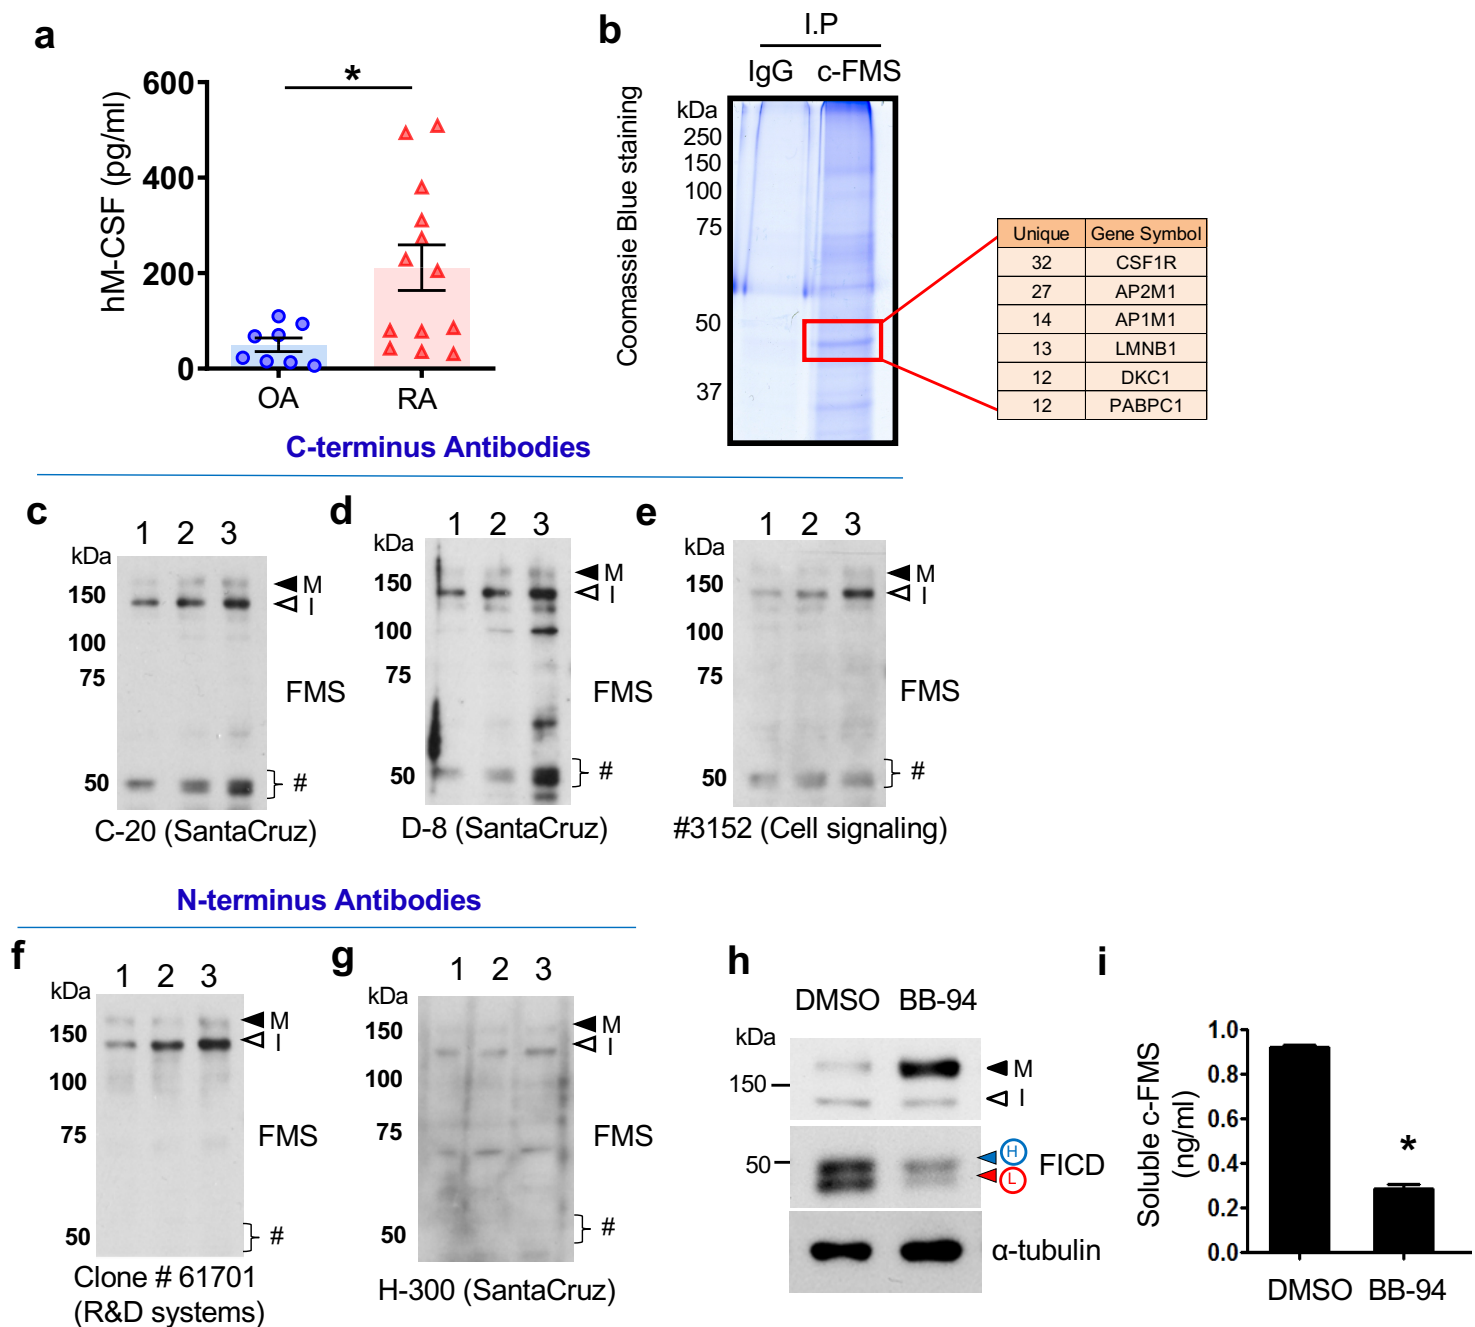 a
*
600
400
200
0
hM-CSF (pg/ml)
OA
RA
b
I.P
IgG
c-FMS
Coomassie Blue staining
kDa
250
150
100
75
50
37
Unique Gene Symbol
32 CSF1R
27 AP2M1
14 AP1M1
13 LMNB1
12 DKC1
12 PABPC1
C-terminus Antibodies
c
1 2 3
kDa
150
100
75
50
M
I
FMS
#
C-20 (SantaCruz)
d
1 2 3
kDa
150
100
75
50
M
I
FMS
#
D-8 (SantaCruz)
e
1 2 3
kDa
150
100
75
50
M
I
FMS
#
#3152 (Cell signaling)
N-terminus Antibodies
f
1 2 3
kDa
150
100
75
50
M
I
FMS
#
Clone # 61701
(R&D systems)
g
1 2 3
kDa
150
100
75
50
M
I
FMS
#
H-300 (SantaCruz)
h
DMSO BB-94
kDa
150
50
M
I
H
L
FICD
α-tubulin
i
Soluble c-FMS
(ng/ml)
1.0
0.8
0.6
0.4
0.2
0.0
*
DMSO BB-94